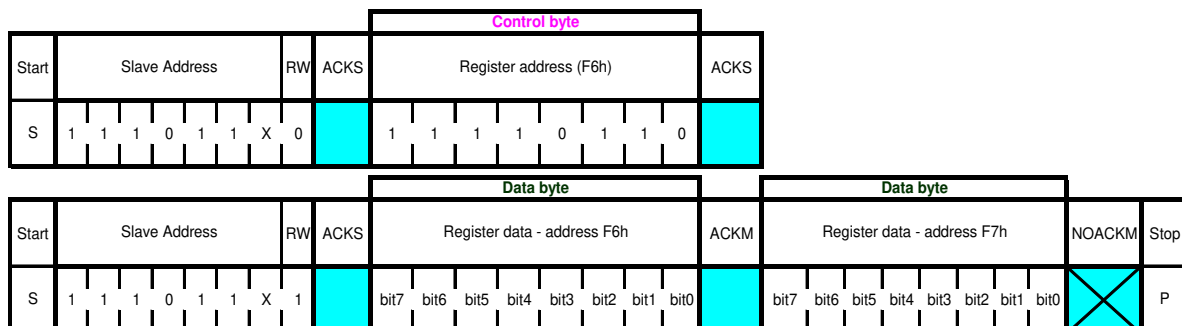 Control byte
Start Slave Address RW ACKS Register address (F6h) ACKS
S 1 1 1 0 1 1 X 0 1 1 1 1 0 1 1 0
Data byte Data byte
Start Slave Address RW ACKS Register data - address F6h ACKM Register data - address F7h NOACKM Stop
S 1 1 1 0 1 1 X 1 bit7 bit6 bit5 bit4 bit3 bit2 bit1 bit0 bit7 bit6 bit5 bit4 bit3 bit2 bit1 bit0 P